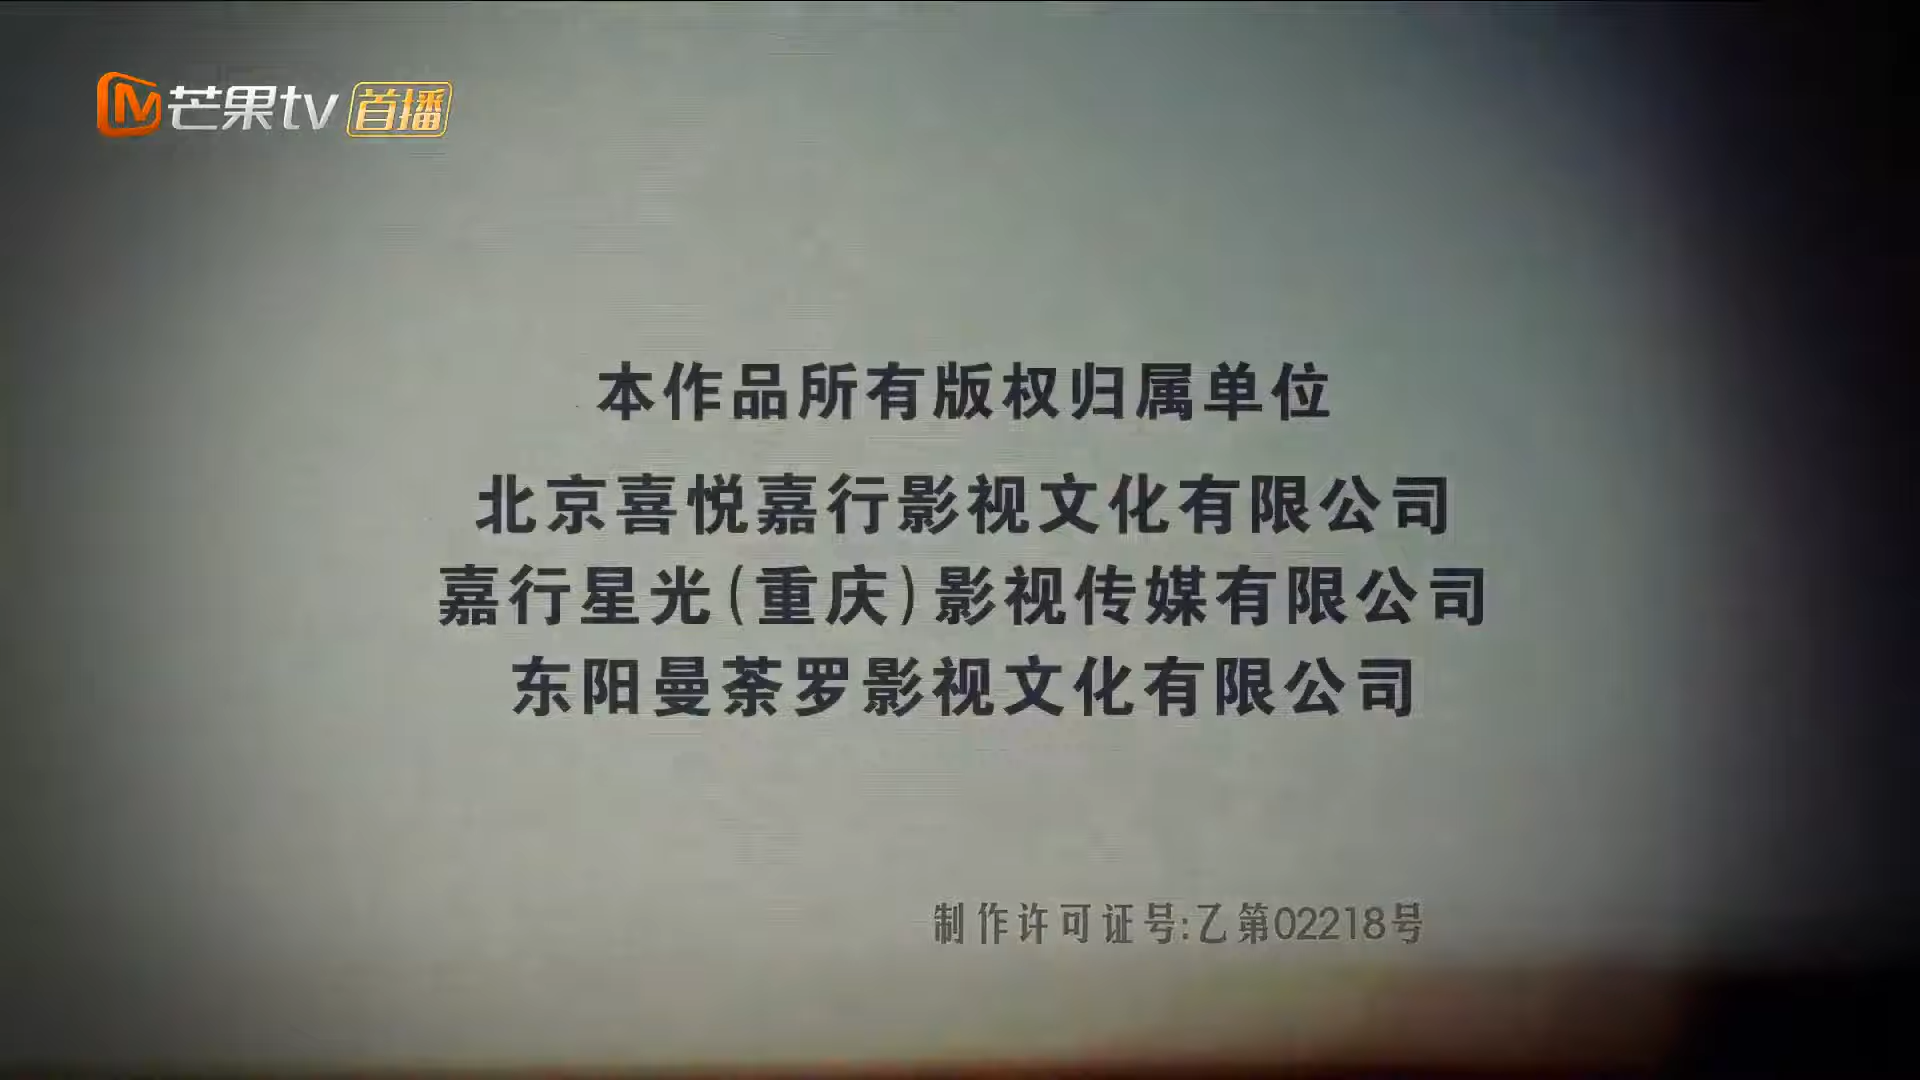 芒果tv 首播
本作品所有版权归属单位
北京喜悦嘉行影视文化有限公司
嘉行星光(重庆)影视传媒有限公司
东阳曼荼罗影视文化有限公司
制作许可证号:乙第02218号